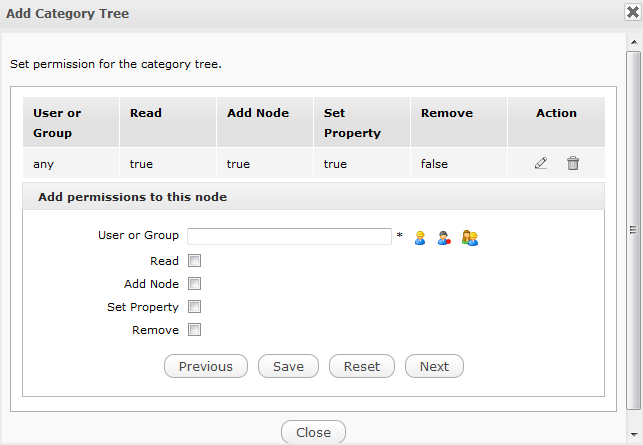 Add Category Tree
Set permission for the category tree.
User or Group Read Add Node Set Property Remove Action
any true true true false
Add permissions to this node
User or Group *
Read
Add Node
Set Property
Remove
Previous Save Reset Next
Close